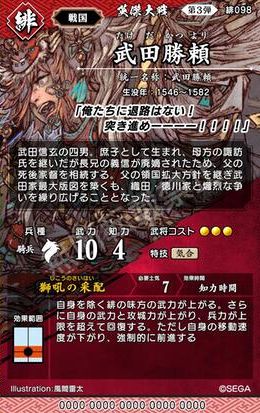 緋
戦国
英傑大戦
第3弾
緋098
たけ だ かつ より
武田勝頼
統一名称:武田勝頼
生没年:1546~1582
「俺たちに退路はない!
突き進めーーーー!!!!」
武田信玄の四男。庶子として生まれ、母方の諏訪
氏を継いだが長兄の義信が廃嫡されたため、父の
死後家督を相続する。父の領国拡大方針を継ぎ武
田家最大版図を築くも、織田・徳川家と熾烈な争
いを繰り広げることとなった。
兵種 武力 知力 武将コスト
騎兵 10 4 特技 気合
しこうのさいはい
獅吼の采配
必要士気 効果時間
7 知力時間
効果範囲
自身を除く緋の味方の武力が上がる。さら
に自身の武力と攻城力が上がり、兵力が上
限を超えて回復する。ただし自身の移動速
度が下がり、強制的に前進する
Illustration:風間雷太
©SEGA
0000-0000-0000-0000-0000